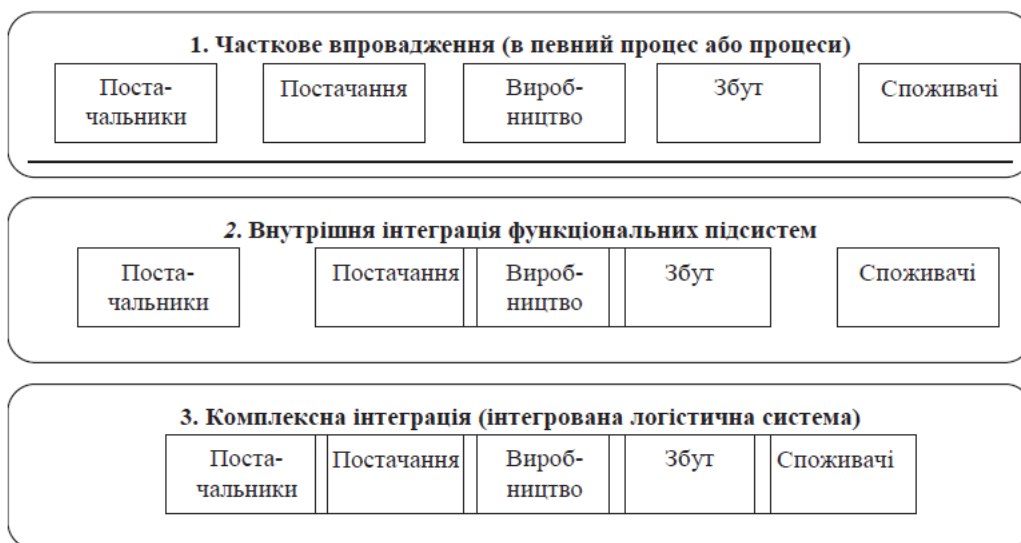 1. Часткове впровадження (в певний процес або процеси)
Поста-
чальники
Постачання
Вироб-
ництво
Збут
Споживачі
2. Внутрішня інтеграція функціональних підсистем
Поста-
чальники
Постачання
Вироб-
ництво
Збут
Споживачі
3. Комплексна інтеграція (інтегрована логістична система)
Поста-
чальники
Постачання
Вироб-
ництво
Збут
Споживачі